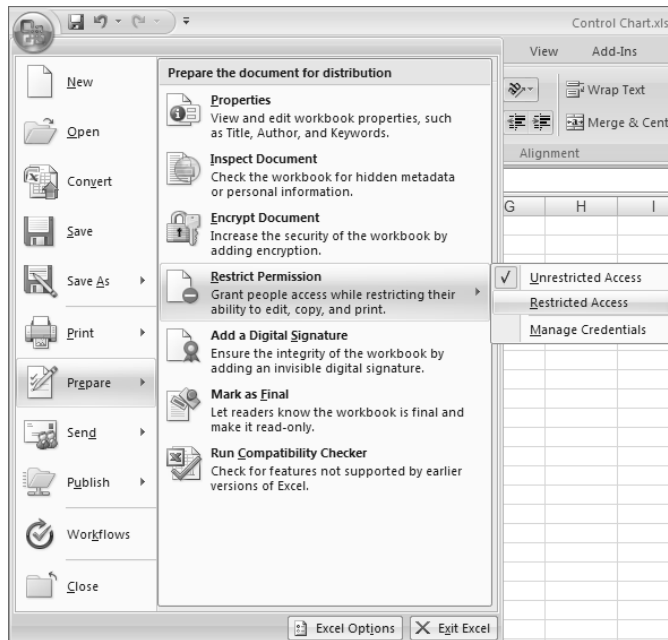 Control Chart.xls
View Add-Ins
Wrap Text
Merge & Cent
Alignment
G H I
New
Open
Convert
Save
Save As
Print
Prepare
Send
Publish
Workflows
Close
Prepare the document for distribution
Properties
View and edit workbook properties, such
as Title, Author, and Keywords.
Inspect Document
Check the workbook for hidden metadata
or personal information.
Encrypt Document
Increase the security of the workbook by
adding encryption.
Restrict Permission
Grant people access while restricting their
ability to edit, copy, and print.
Add a Digital Signature
Ensure the integrity of the workbook by
adding an invisible digital signature.
Mark as Final
Let readers know the workbook is final and
make it read-only.
Run Compatibility Checker
Check for features not supported by earlier
versions of Excel.
Unrestricted Access
Restricted Access
Manage Credentials
Excel Options
Exit Excel